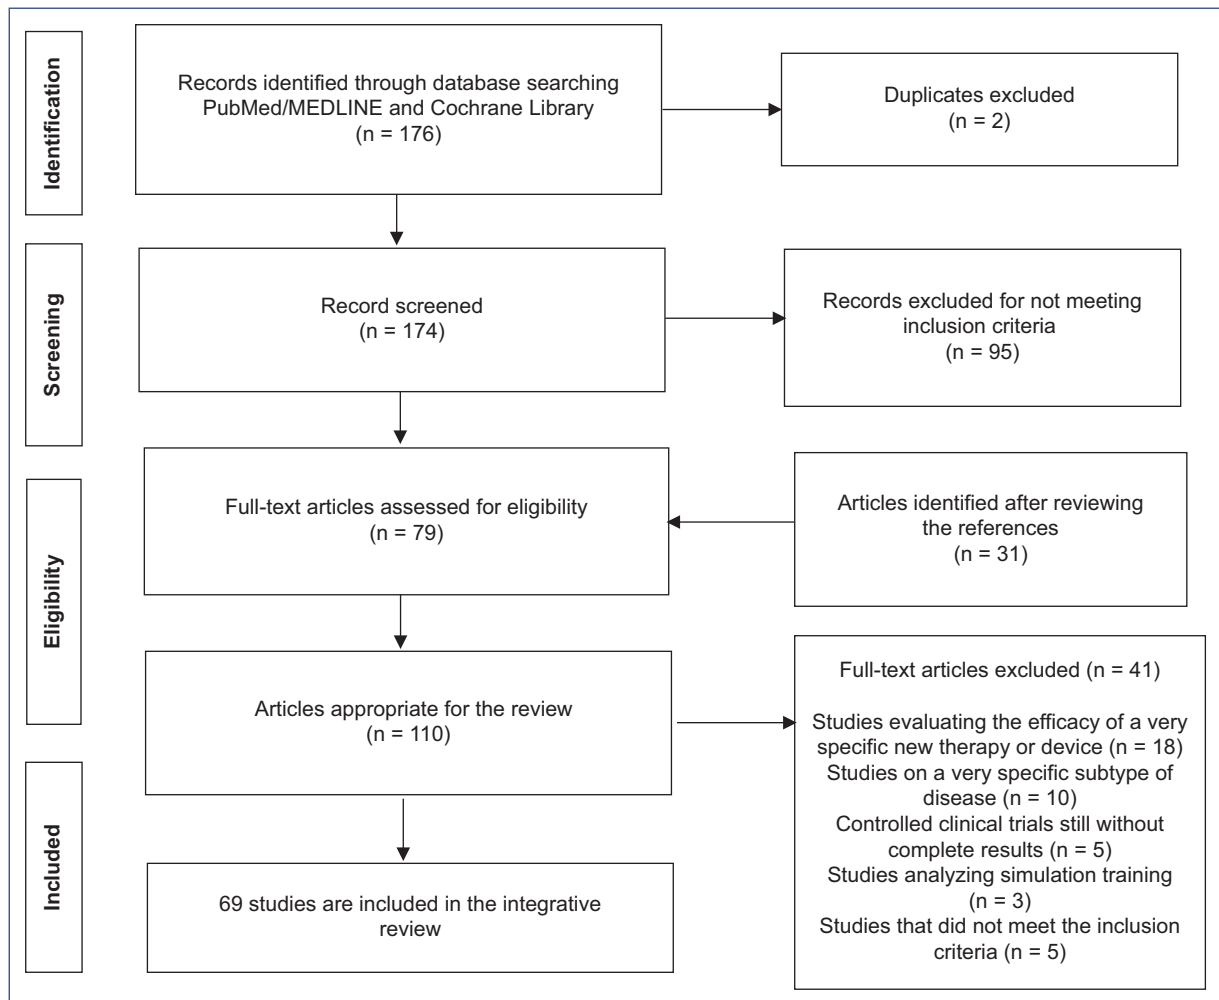 Identification
Records identified through database searching
PubMed/MEDLINE and Cochrane Library
(n = 176)
Duplicates excluded
(n = 2)
Screening
Record screened
(n = 174)
Records excluded for not meeting
inclusion criteria
(n = 95)
Eligibility
Full-text articles assessed for eligibility
(n = 79)
Articles identified after reviewing
the references
(n = 31)
Articles appropriate for the review
(n = 110)
Full-text articles excluded (n = 41)
Studies evaluating the efficacy of a very
specific new therapy or device (n = 18)
Studies on a very specific subtype of
disease (n = 10)
Controlled clinical trials still without
complete results (n = 5)
Studies analyzing simulation training
(n = 3)
Studies that did not meet the inclusion
criteria (n = 5)
Included
69 studies are included in the integrative
review